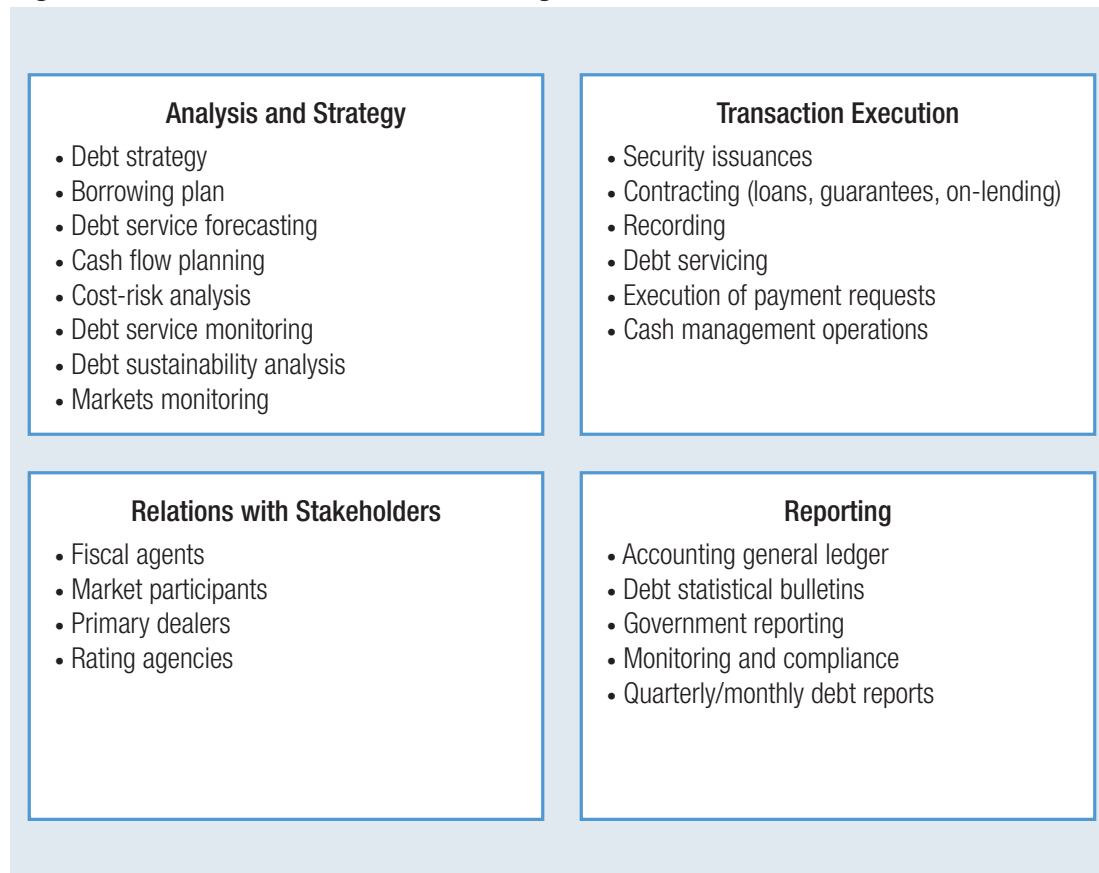 Analysis and Strategy
• Debt strategy
• Borrowing plan
• Debt service forecasting
• Cash flow planning
• Cost-risk analysis
• Debt service monitoring
• Debt sustainability analysis
• Markets monitoring
Transaction Execution
• Security issuances
• Contracting (loans, guarantees, on-lending)
• Recording
• Debt servicing
• Execution of payment requests
• Cash management operations
Relations with Stakeholders
• Fiscal agents
• Market participants
• Primary dealers
• Rating agencies
Reporting
• Accounting general ledger
• Debt statistical bulletins
• Government reporting
• Monitoring and compliance
• Quarterly/monthly debt reports